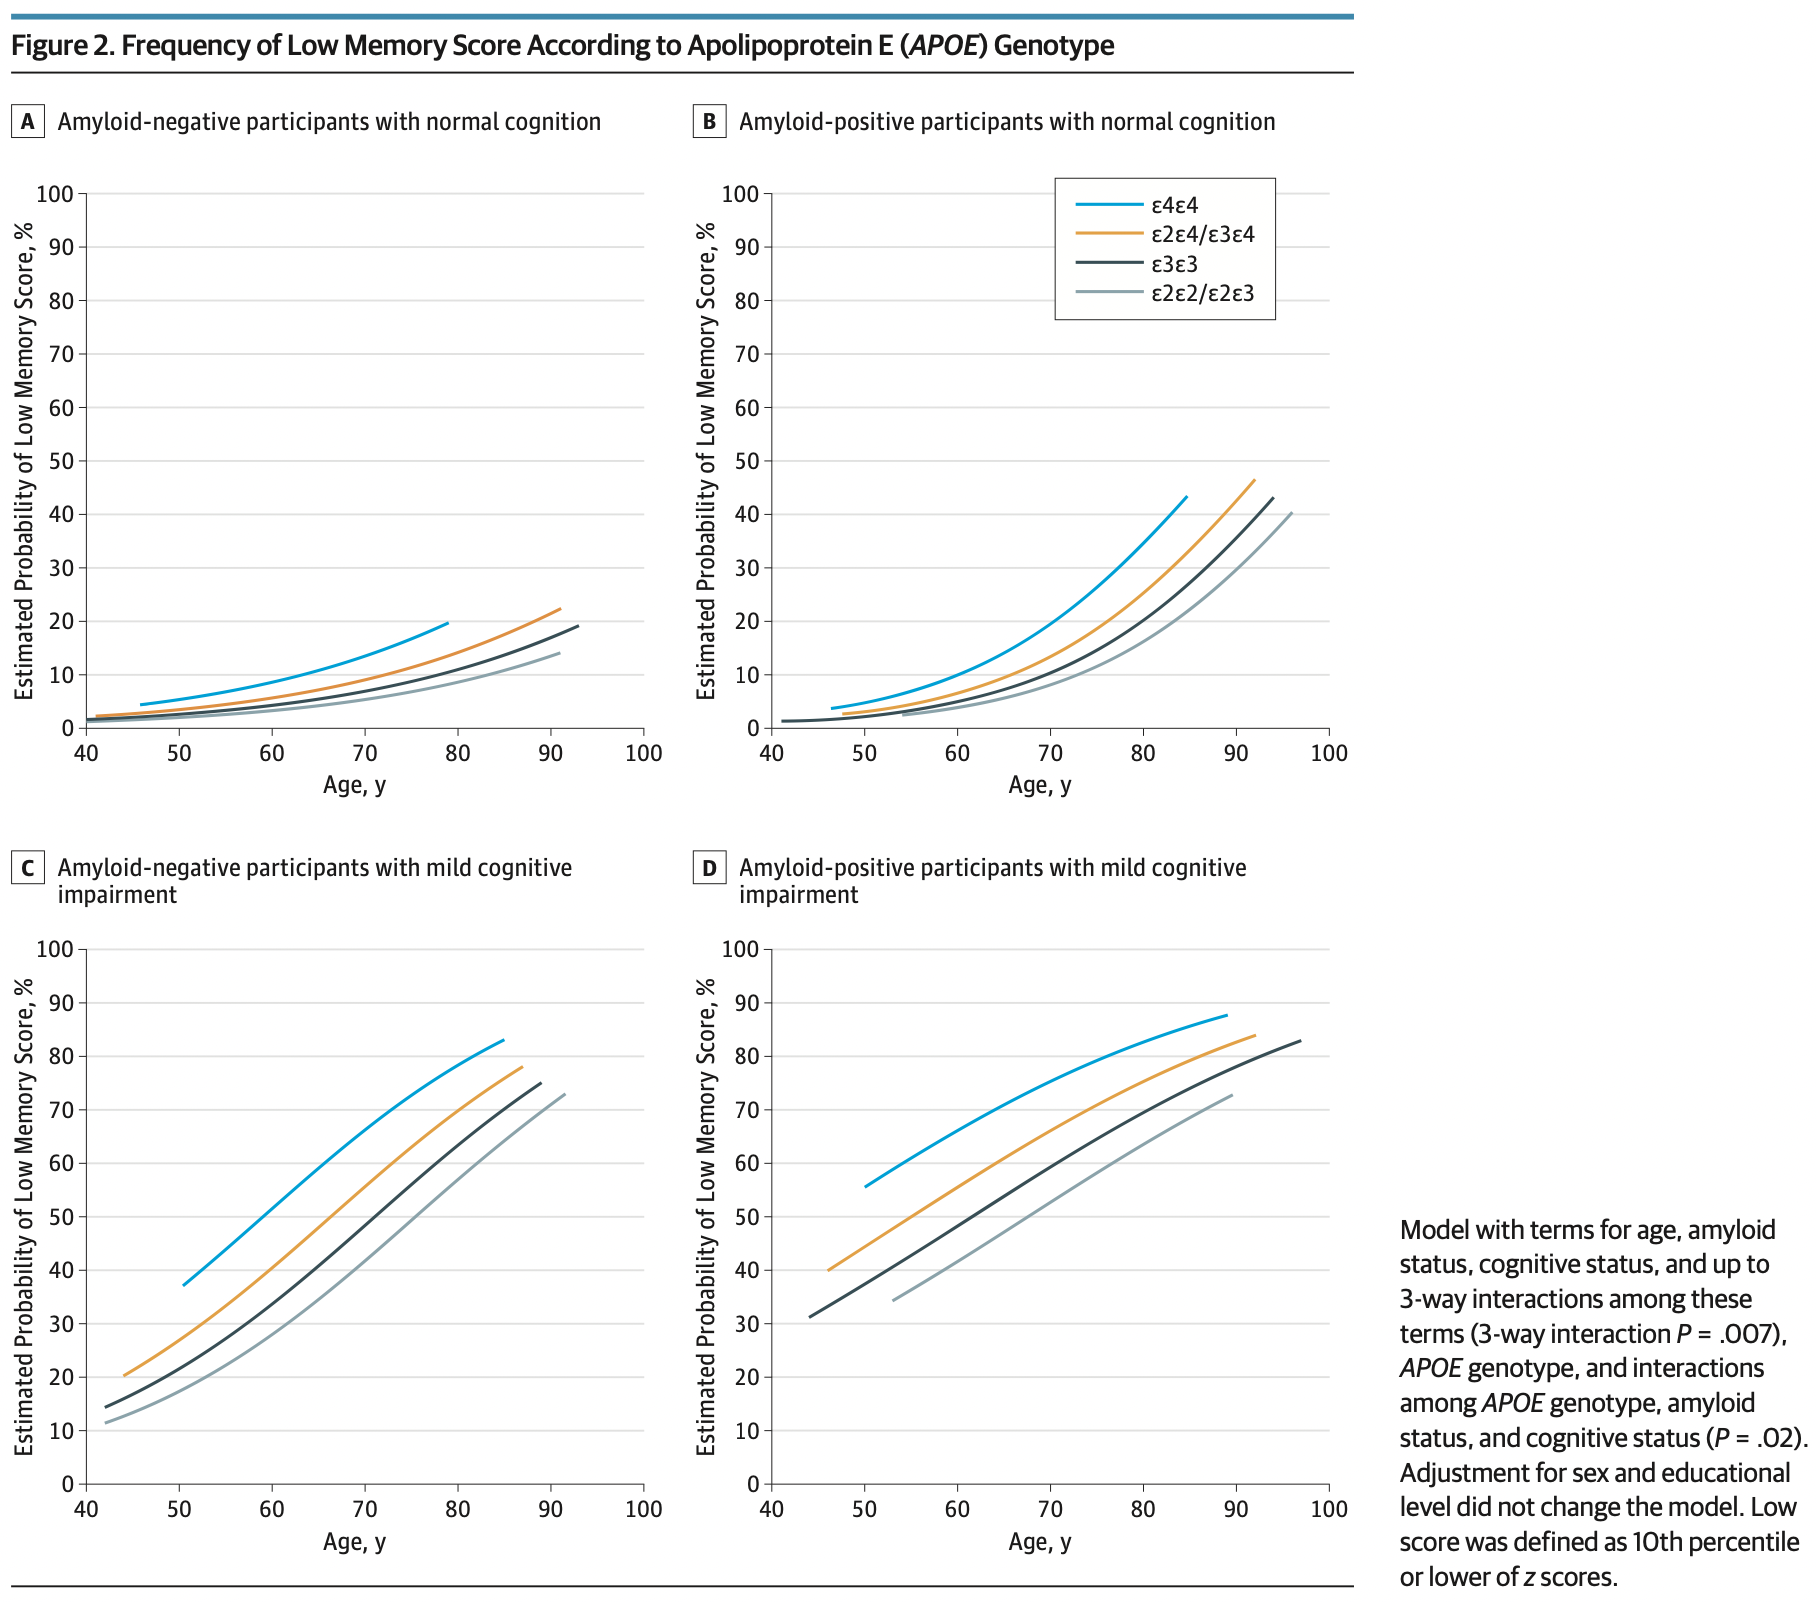 Figure 2. Frequency of Low Memory Score According to Apolipoprotein E (APOE) Genotype
A Amyloid-negative participants with normal cognition
Estimated Probability of Low Memory Score, %
100
90
80
70
60
50
40
30
20
10
0
40 50 60 70 80 90 100
Age, y
B Amyloid-positive participants with normal cognition
Estimated Probability of Low Memory Score, %
100
90
80
70
60
50
40
30
20
10
0
ε4ε4
ε2ε4/ε3ε4
ε3ε3
ε2ε2/ε2ε3
40 50 60 70 80 90 100
Age, y
C Amyloid-negative participants with mild cognitive
impairment
Estimated Probability of Low Memory Score, %
100
90
80
70
60
50
40
30
20
10
0
40 50 60 70 80 90 100
Age, y
D Amyloid-positive participants with mild cognitive
impairment
Estimated Probability of Low Memory Score, %
100
90
80
70
60
50
40
30
20
10
0
40 50 60 70 80 90 100
Age, y
Model with terms for age, amyloid
status, cognitive status, and up to
3-way interactions among these
terms (3-way interaction P = .007),
APOE genotype, and interactions
among APOE genotype, amyloid
status, and cognitive status (P = .02).
Adjustment for sex and educational
level did not change the model. Low
score was defined as 10th percentile
or lower of z scores.